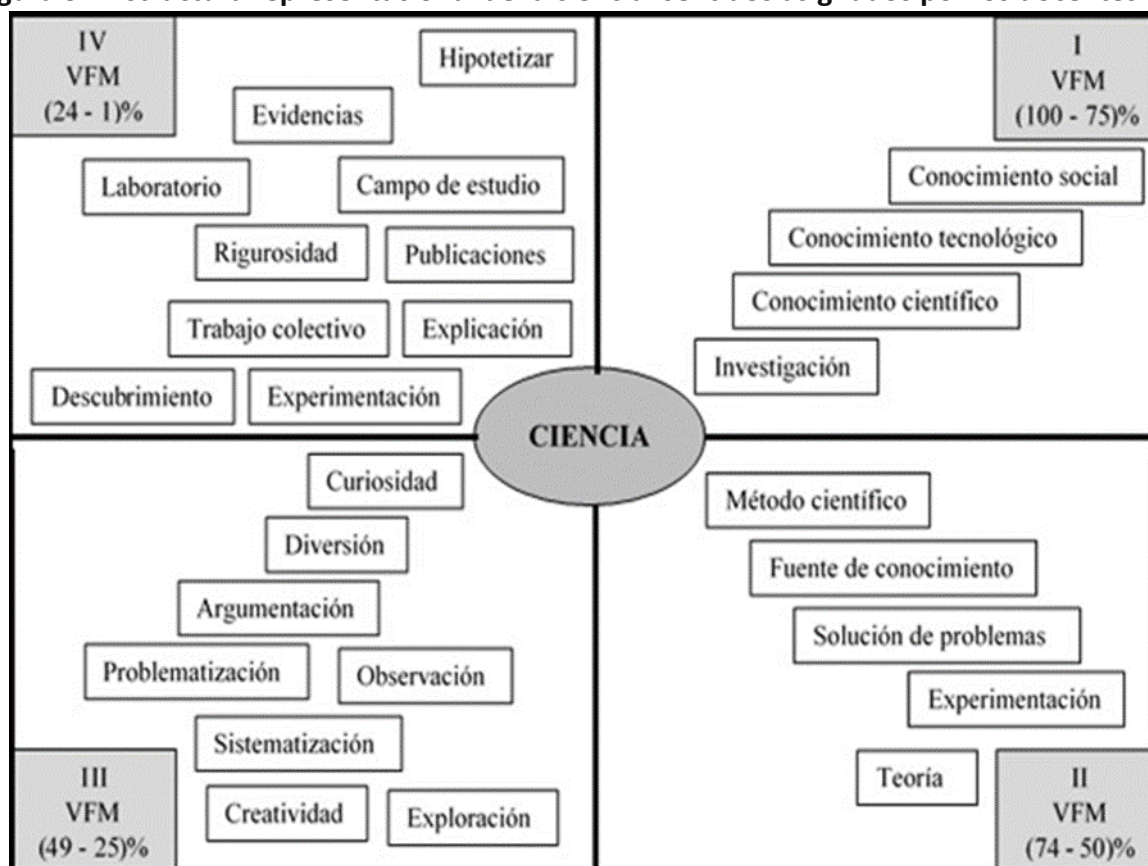 IV
VFM
(24 - 1)%
Hipotetizar
Evidencias
Laboratorio
Campo de estudio
Rigurosidad
Publicaciones
Trabajo colectivo
Explicación
Descubrimiento
Experimentación
I
VFM
(100 - 75)%
Conocimiento social
Conocimiento tecnológico
Conocimiento científico
Investigación
CIENCIA
Curiosidad
Diversión
Argumentación
Problematización
Observación
Sistematización
Creatividad
Exploración
III
VFM
(49 - 25)%
Método científico
Fuente de conocimiento
Solución de problemas
Experimentación
Teoría
II
VFM
(74 - 50)%